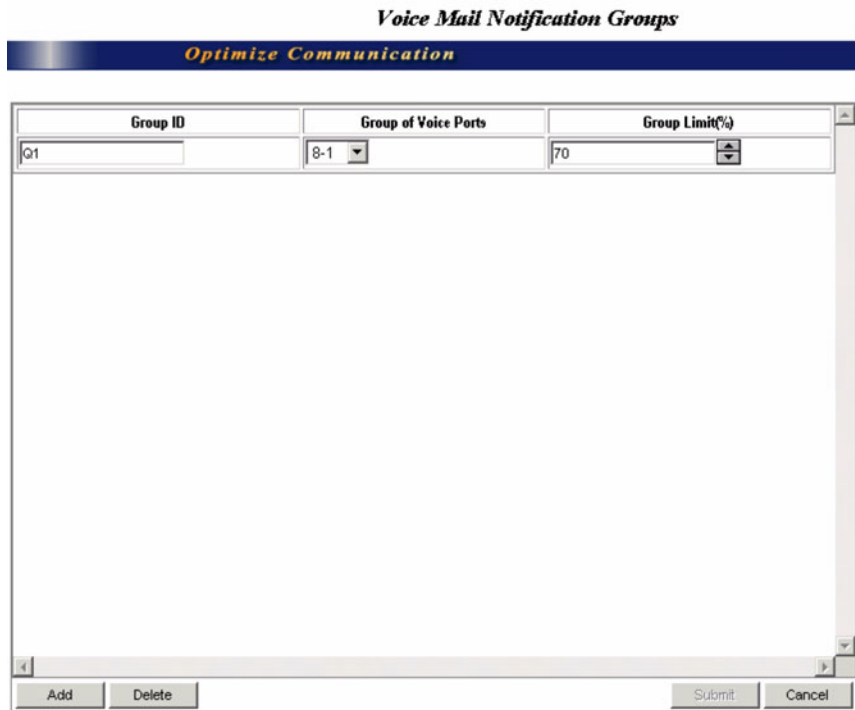 Voice Mail Notification Groups
Optimize Communication
Group ID Group of Voice Ports Group Limit(%)
Q1 8-1 70
Add Delete Submit Cancel